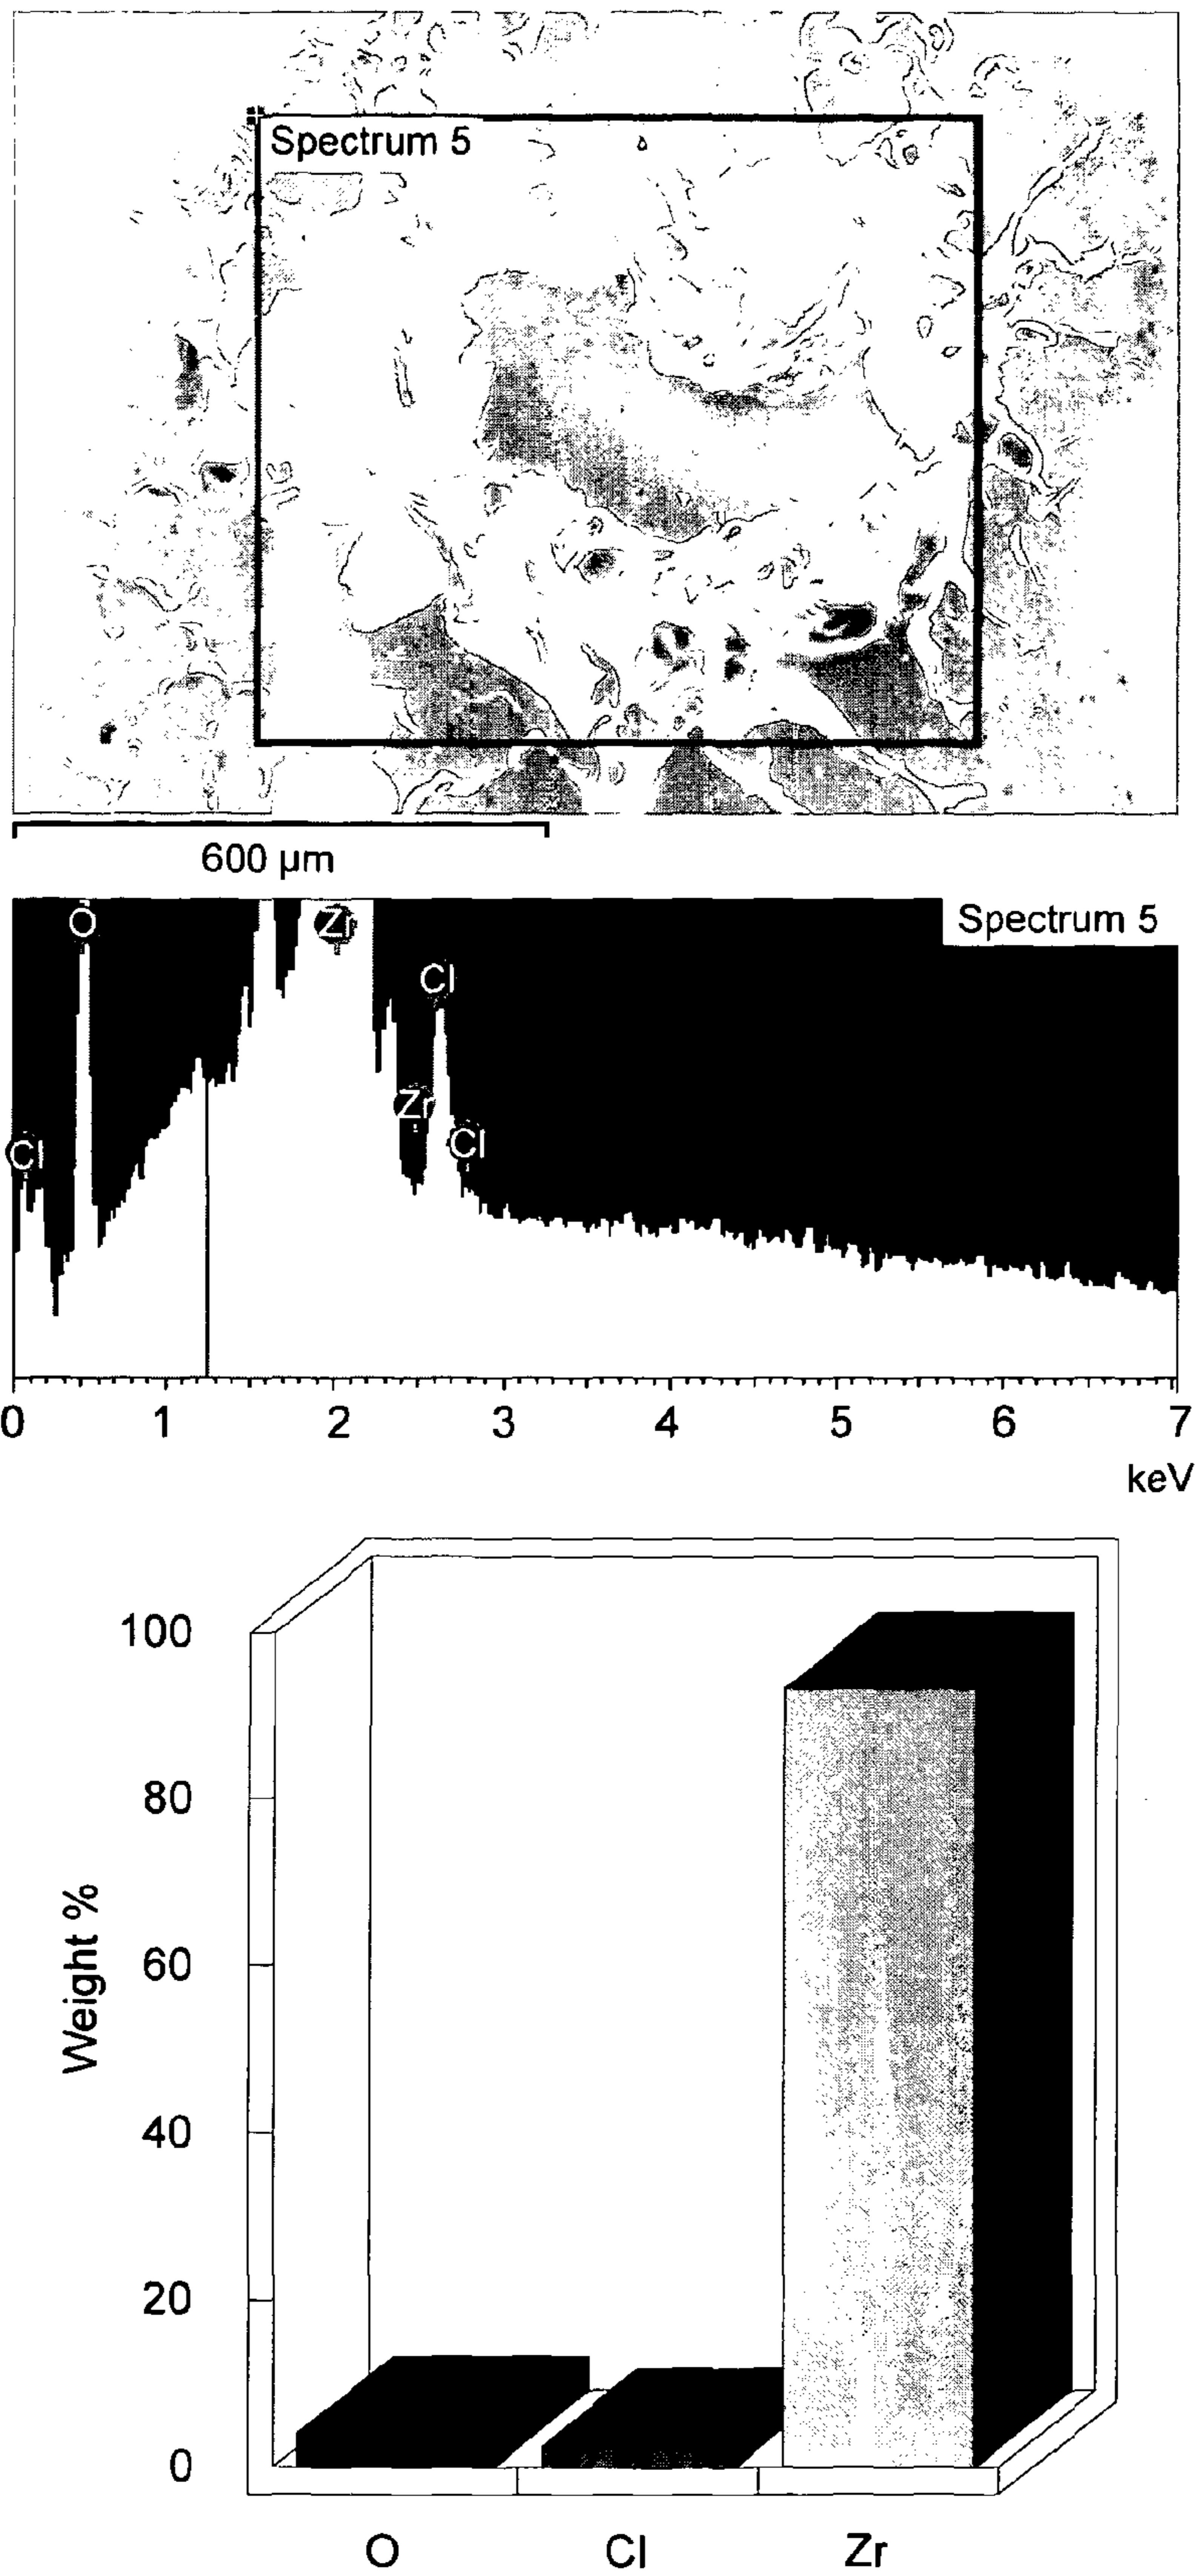 Spectrum 5
600 µm
Spectrum 5
O
Zr
Cl
Zr
Cl
Cl
0 1 2 3 4 5 6 7
keV
100
80
60
40
20
0
Weight %
O Cl Zr